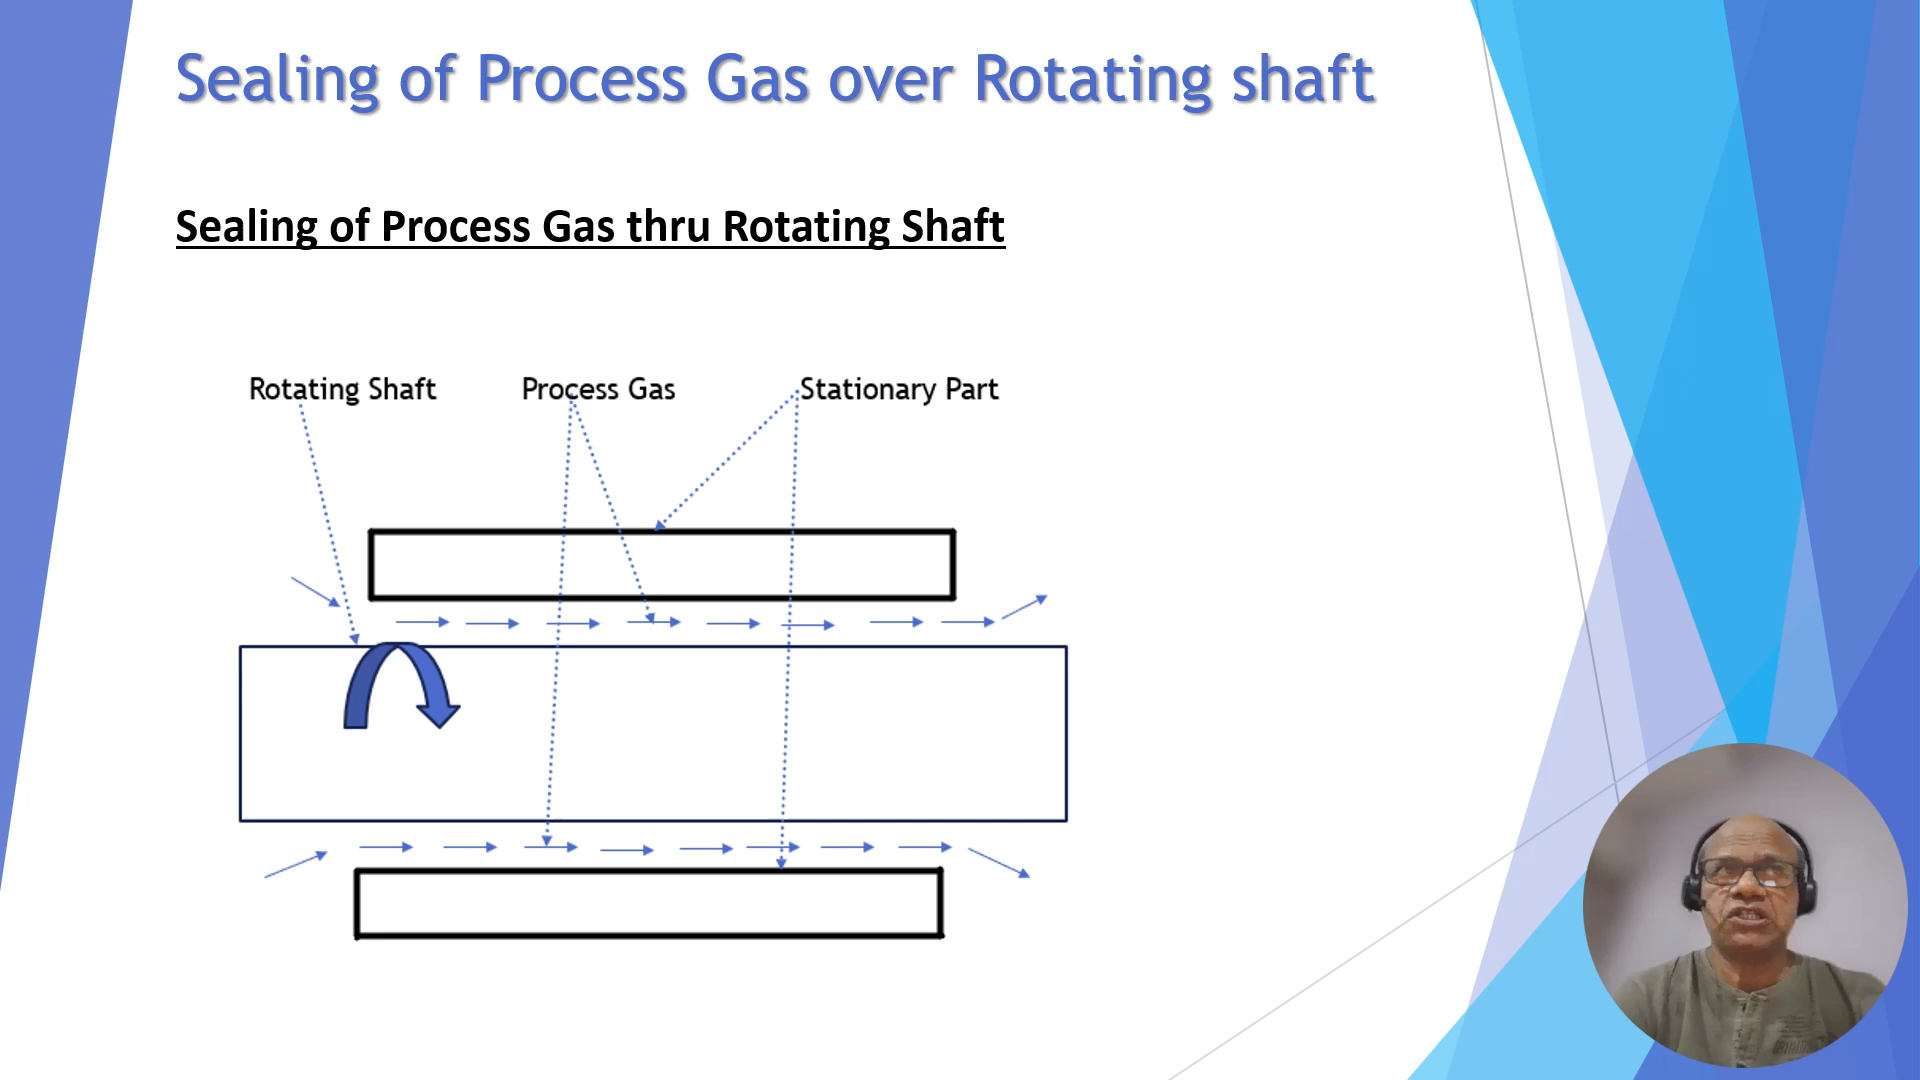 Sealing of Process Gas over Rotating shaft
Sealing of Process Gas thru Rotating Shaft
Rotating Shaft
Process Gas
Stationary Part